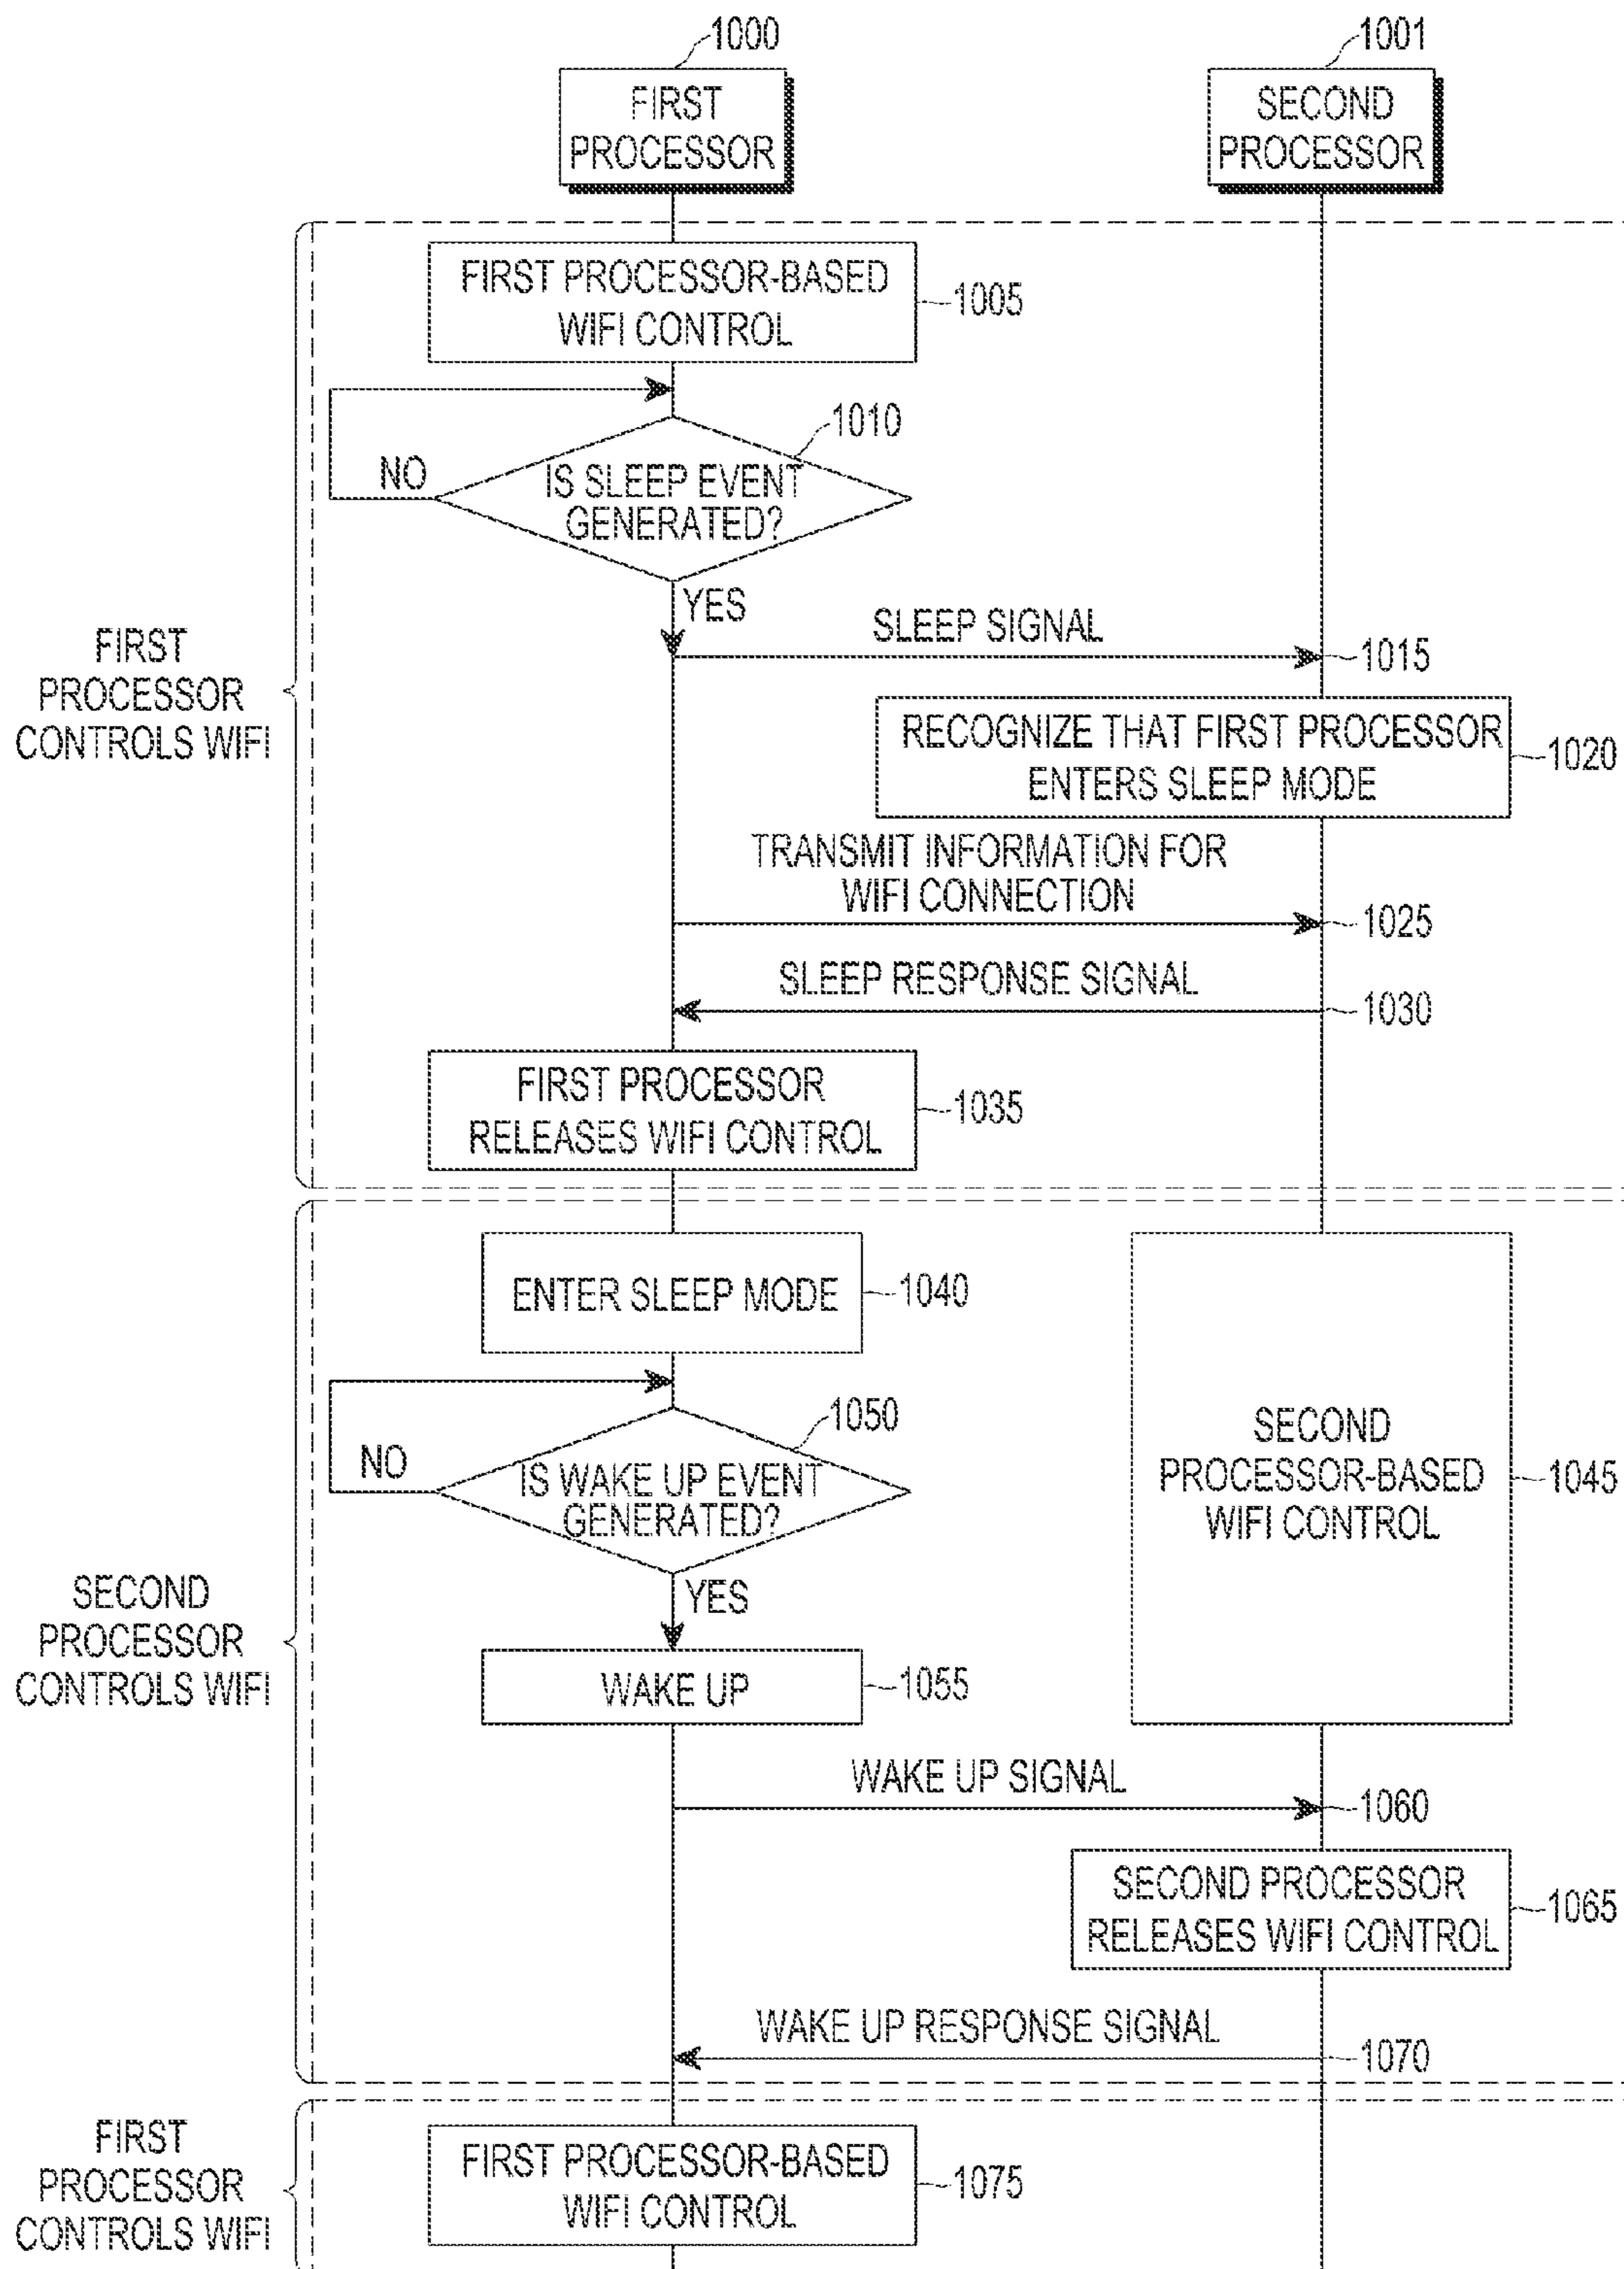 1000
1001
FIRST
PROCESSOR
SECOND
PROCESSOR
FIRST PROCESSOR-BASED
WIFI CONTROL
1005
1010
NO
IS SLEEP EVENT
GENERATED?
YES
SLEEP SIGNAL
1015
FIRST
PROCESSOR
CONTROLS WIFI
RECOGNIZE THAT FIRST PROCESSOR
ENTERS SLEEP MODE
1020
TRANSMIT INFORMATION FOR
WIFI CONNECTION
1025
SLEEP RESPONSE SIGNAL
1030
FIRST PROCESSOR
RELEASES WIFI CONTROL
1035
ENTER SLEEP MODE
1040
1050
NO
IS WAKE UP EVENT
GENERATED?
SECOND
PROCESSOR-BASED
WIFI CONTROL
1045
YES
SECOND
PROCESSOR
CONTROLS WIFI
WAKE UP
1055
WAKE UP SIGNAL
1060
SECOND PROCESSOR
RELEASES WIFI CONTROL
1065
WAKE UP RESPONSE SIGNAL
1070
FIRST
PROCESSOR
CONTROLS WIFI
FIRST PROCESSOR-BASED
WIFI CONTROL
1075